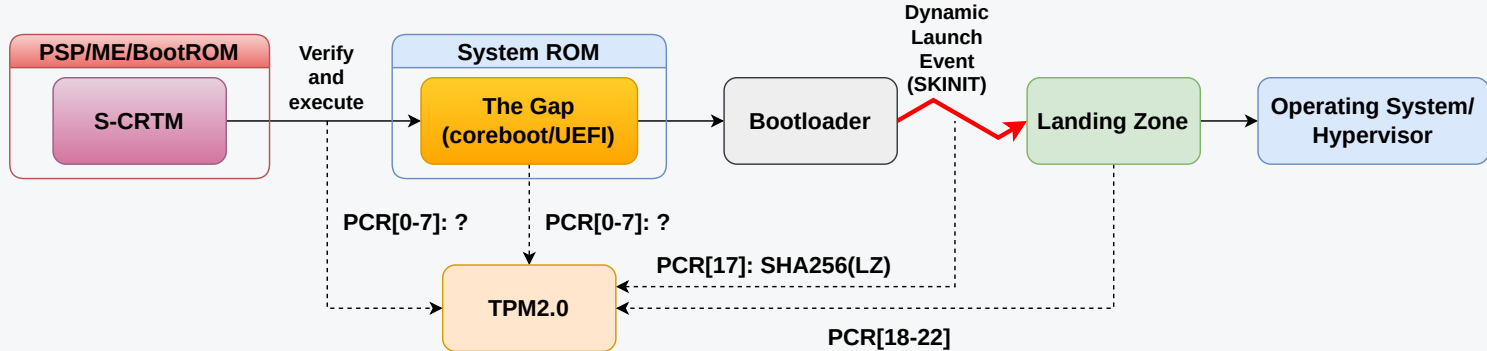 PSP/ME/BootROM
S-CRTM
Verify
and
execute
System ROM
The Gap
(coreboot/UEFI)
Bootloader
Dynamic
Launch
Event
(SKINIT)
Landing Zone
Operating System/
Hypervisor
PCR[0-7]: ?
PCR[0-7]: ?
PCR[17]: SHA256(LZ)
TPM2.0
PCR[18-22]